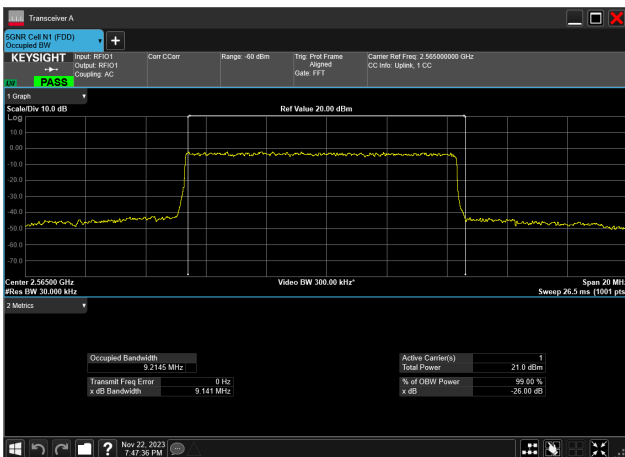 Transceiver A
5GNR Cell N1 (FDD)
Occupied BW
KEYSIGHT
PASS
Input: RFIO1
Output: RFIO1
Coupling: AC
Corr CCorr
Range: -60 dBm
Trig: Prot Frame
Aligned
Gate: FFT
Carrier Ref Freq: 2.565000000 GHz
CC Info: Uplink, 1 CC
1 Graph
Scale/Div 10.0 dB
Ref Value 20.00 dBm
Log
10.0
0.00
-10.0
-20.0
-30.0
-40.0
-50.0
-60.0
-70.0
Center 2.56500 GHz
Video BW 300.00 kHz*
Span 20 MHz
#Res BW 30.000 kHz
Sweep 26.5 ms (1001 pts
2 Metrics
Occupied Bandwidth
9.2145 MHz
Transmit Freq Error 0 Hz
x dB Bandwidth 9.141 MHz
Active Carrier(s) 1
Total Power 21.0 dBm
% of OBW Power 99.00 %
x dB -26.00 dB
Nov 22, 2023
7:47:36 PM